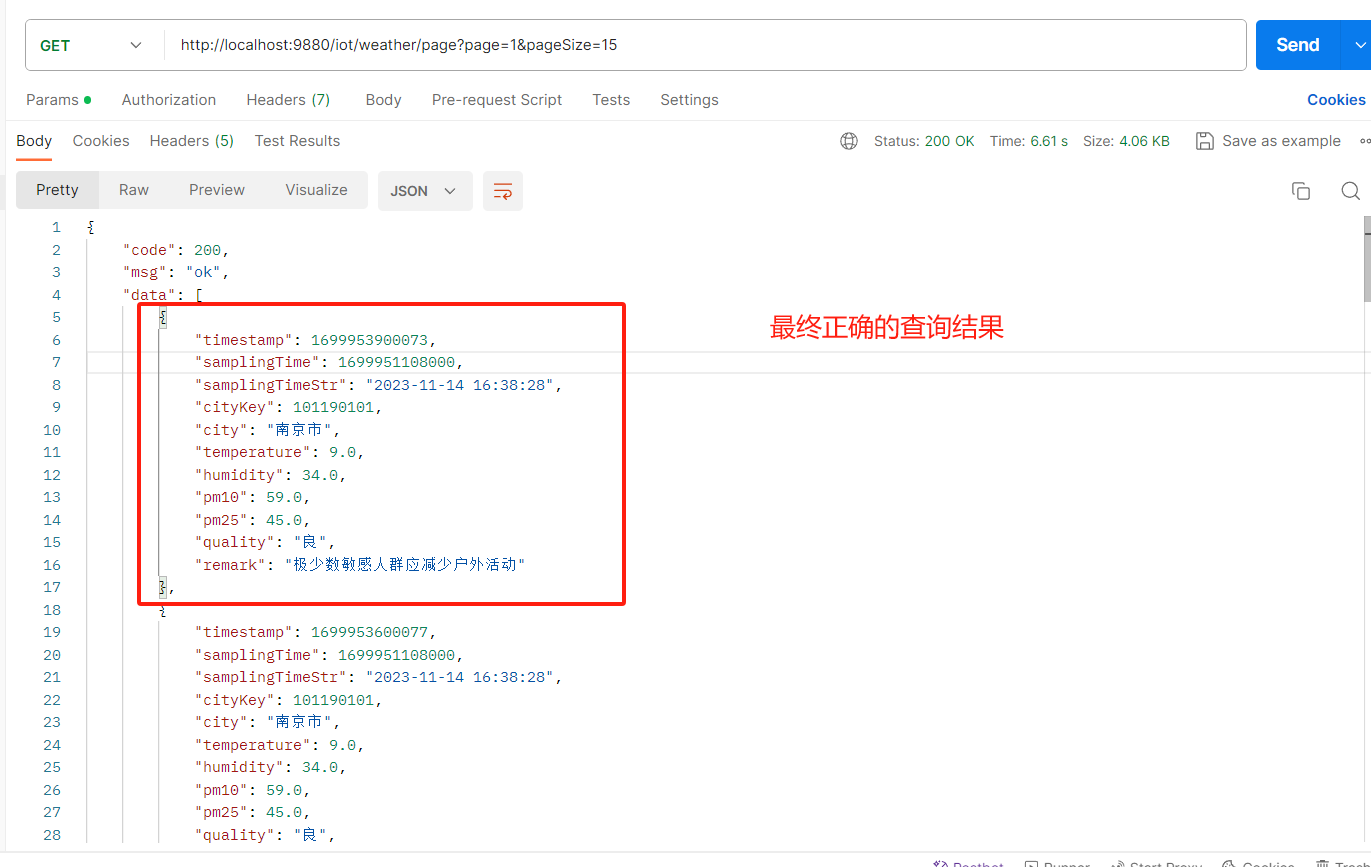 GET http://localhost:9880/iot/weather/page?page=1&pageSize=15 Send
Params Authorization Headers (7) Body Pre-request Script Tests Settings Cookies
Body Cookies Headers (5) Test Results Status: 200 OK Time: 6.61 s Size: 4.06 KB Save as example
Pretty Raw Preview Visualize JSON
1 {
2 "code": 200,
3 "msg": "ok",
4 "data": [
5 {
最终正确的查询结果
6 "timestamp": 1699953900073,
7 "samplingTime": 1699951108000,
8 "samplingTimeStr": "2023-11-14 16:38:28",
9 "cityKey": 101190101,
10 "city": "南京市",
11 "temperature": 9.0,
12 "humidity": 34.0,
13 "pm10": 59.0,
14 "pm25": 45.0,
15 "quality": "良",
16 "remark": "极少数敏感人群应减少户外活动"
17 },
18 {
19 "timestamp": 1699953600077,
20 "samplingTime": 1699951108000,
21 "samplingTimeStr": "2023-11-14 16:38:28",
22 "cityKey": 101190101,
23 "city": "南京市",
24 "temperature": 9.0,
25 "humidity": 34.0,
26 "pm10": 59.0,
27 "pm25": 45.0,
28 "quality": "良",
Runner Start Proxy Cookies